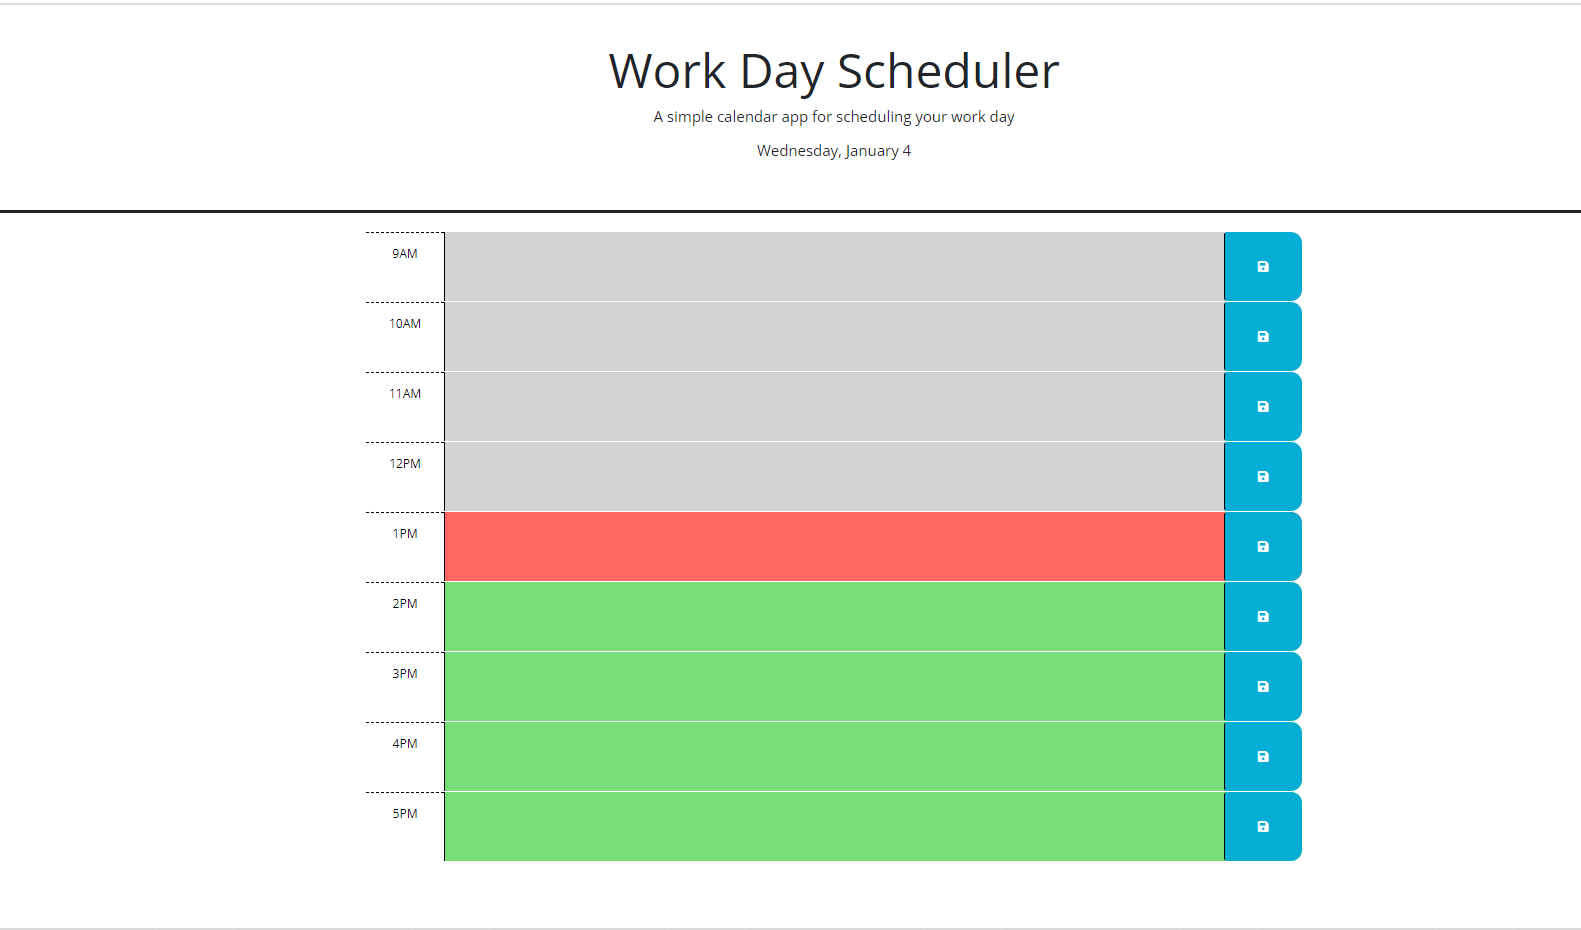 Work Day Scheduler
A simple calendar app for scheduling your work day
Wednesday, January 4
9AM
10AM
11AM
12PM
1PM
2PM
3PM
4PM
5PM